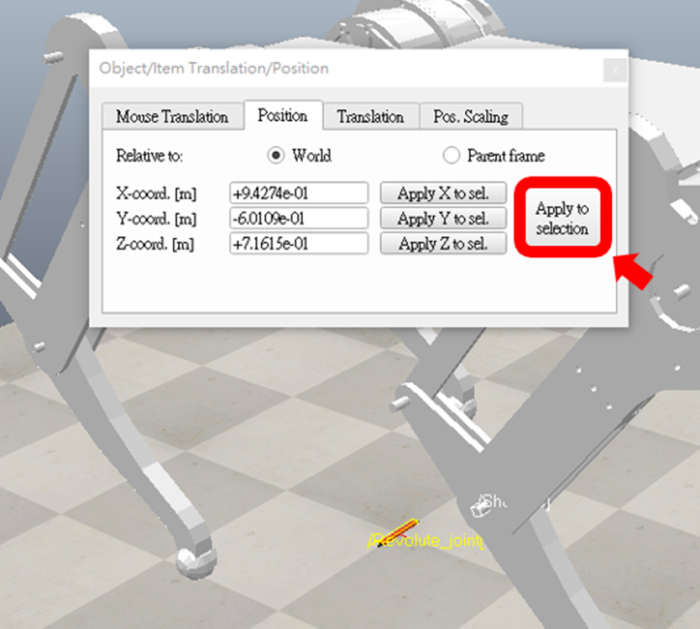 Object/Item Translation/Position
x
Mouse Translation Position Translation Pos. Scaling
Relative to: World Parent frame
X-coord. [m] +9.4274e-01 Apply X to sel.
Y-coord. [m] -6.0109e-01 Apply Y to sel.
Z-coord. [m] +7.1615e-01 Apply Z to sel.
Apply to
selection
/Revolute_joint